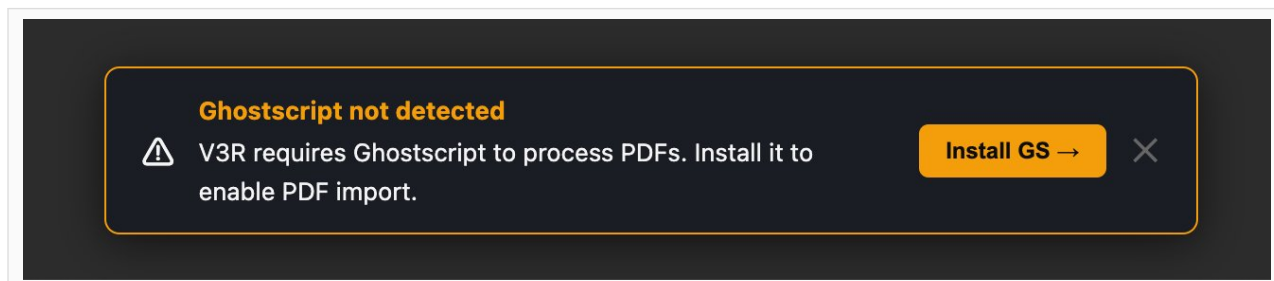 Ghostscript not detected
V3R requires Ghostscript to process PDFs. Install it to
enable PDF import.
Install GS →